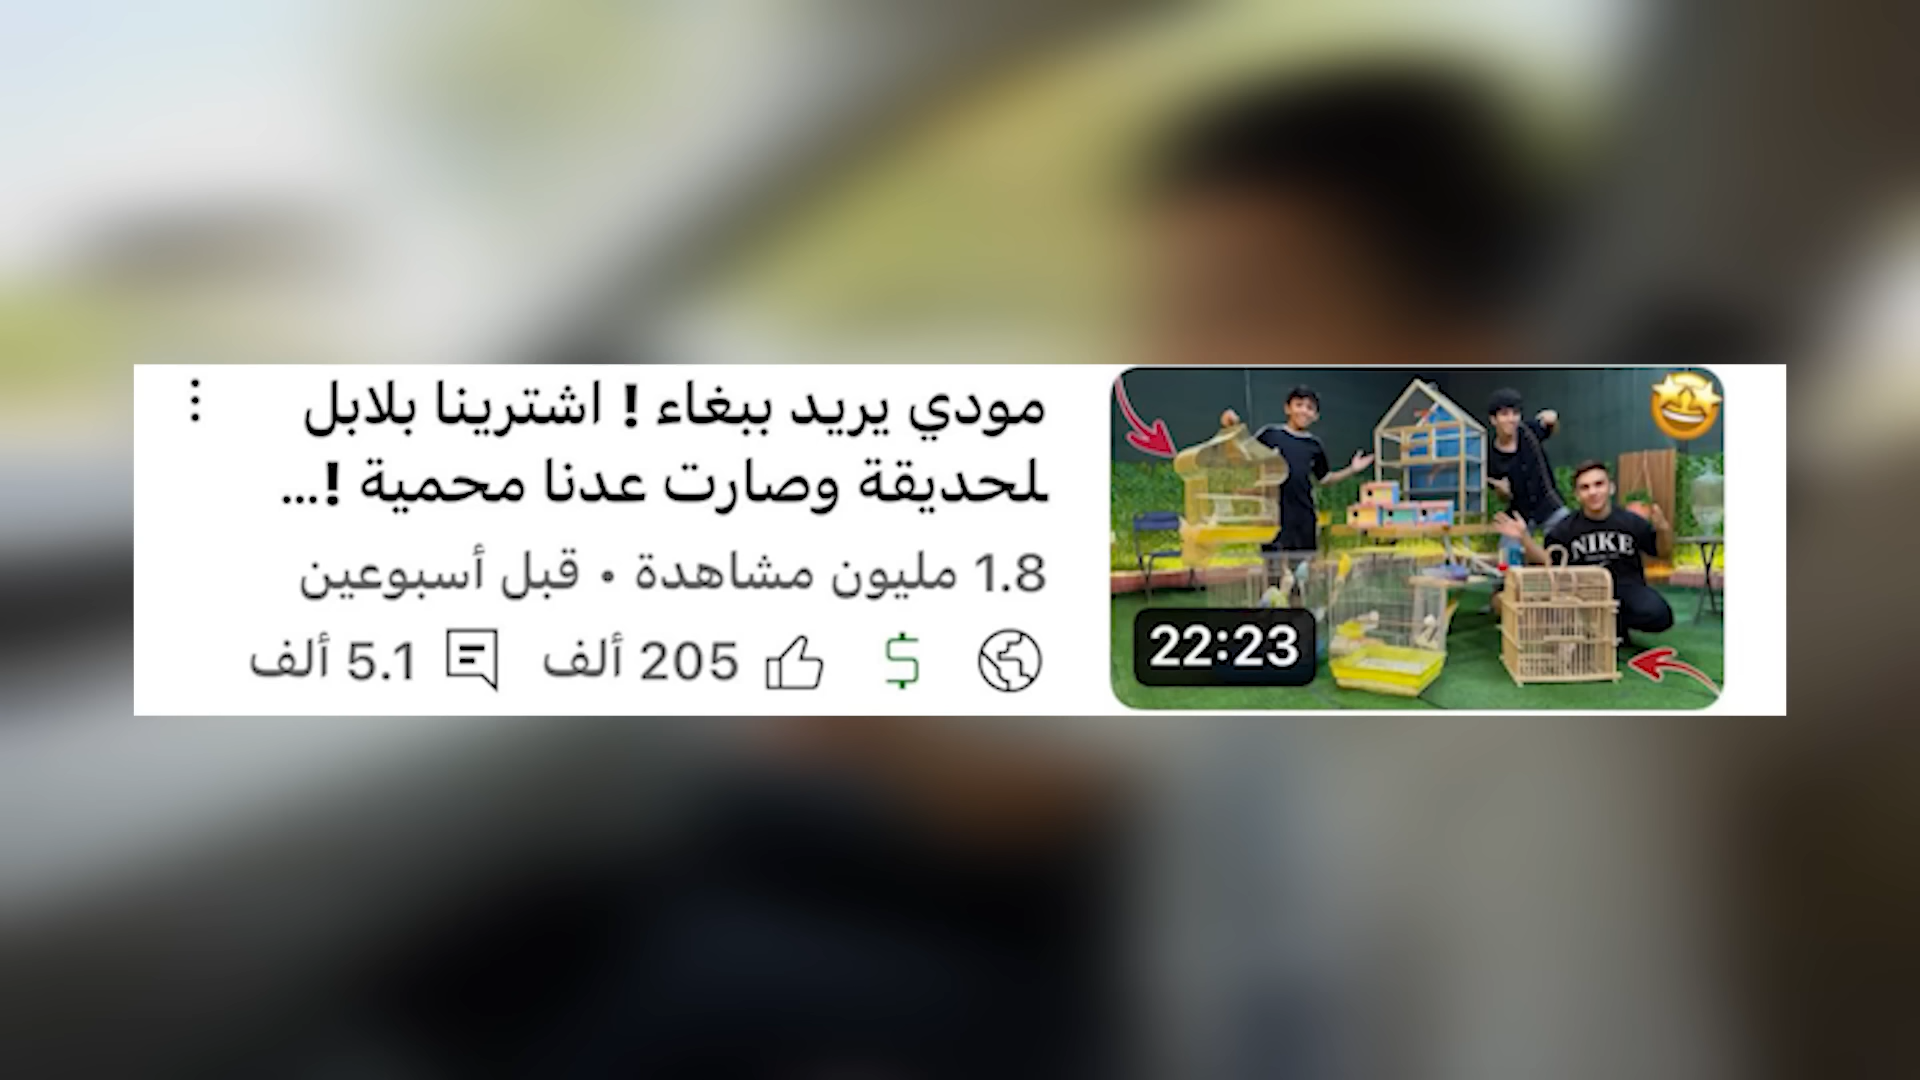 مودي يريد ببغاء ! اشترينا بلابل
لحديقة وصارت عدنا محمية !...
1.8 مليون مشاهدة • قبل أسبوعين
$ 205 ألف 5.1 ألف
NIKE
22:23